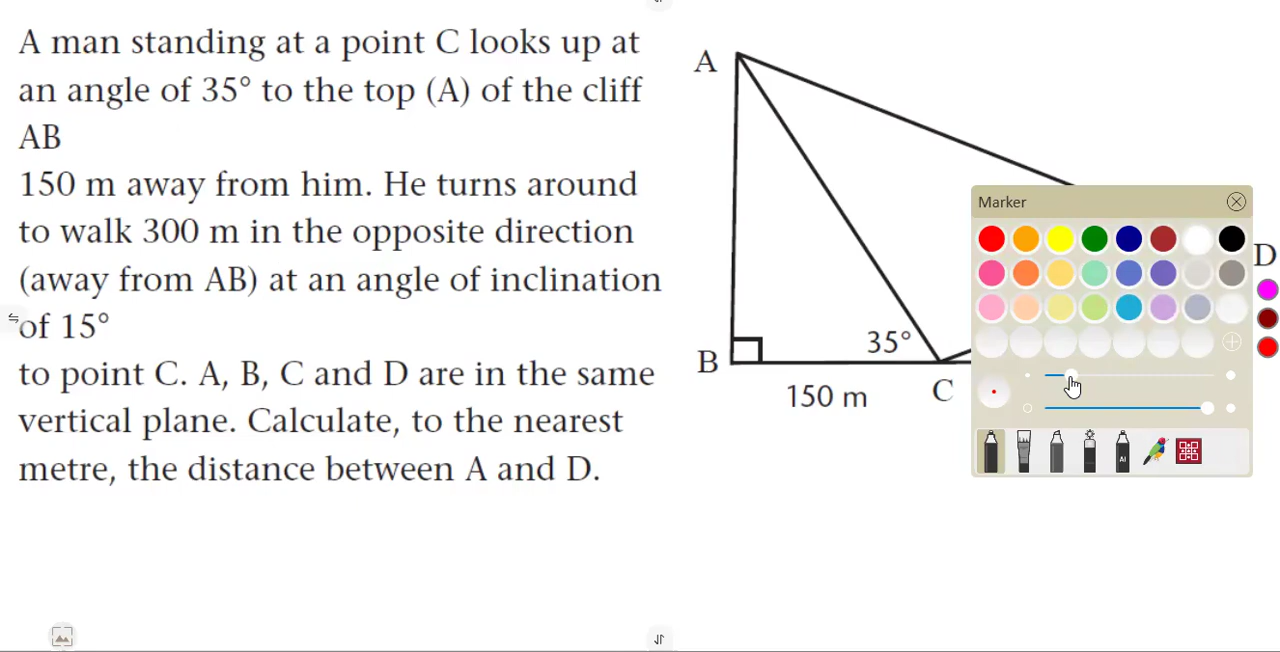 A man standing at a point C looks up at
an angle of 35° to the top (A) of the cliff
AB
150 m away from him. He turns around
to walk 300 m in the opposite direction
(away from AB) at an angle of inclination
of 15°
to point C. A, B, C and D are in the same
vertical plane. Calculate, to the nearest
metre, the distance between A and D.
A
Marker
D
35°
B
150 m
C
AI